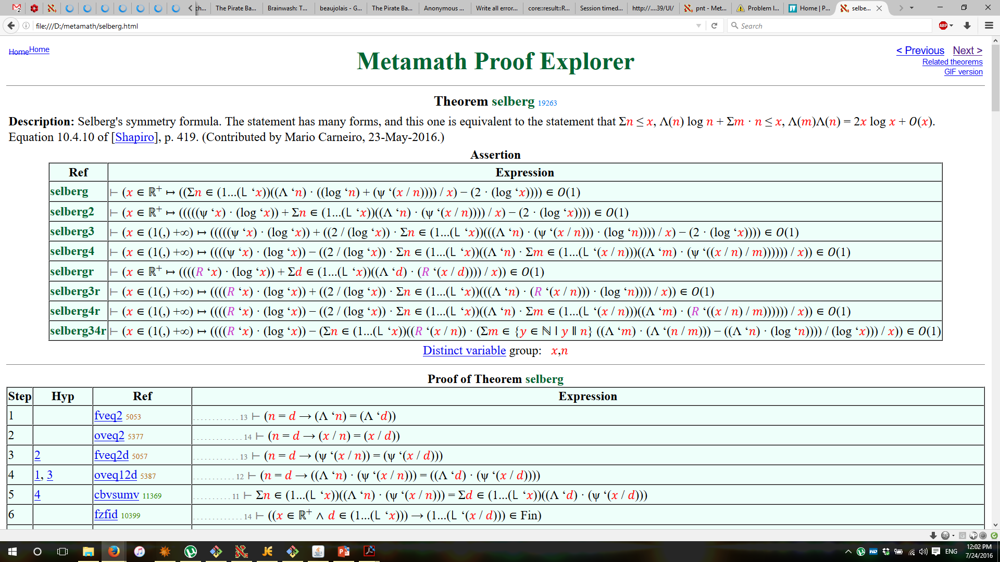 ch... The Pirate Ba... Brainwash: T... beaujolais - G... The Pirate Ba... Anonymous ... Write all error... core::result::R... Session timed... http://....39/UI/ pnt - Met... Problem l... Home | P... selbe...
file:///D:/metamath/selberg.html Search ABP
HomeHome Metamath Proof Explorer < Previous Next >
Related theorems
GIF version
Theorem selberg 19263
Description: Selberg's symmetry formula. The statement has many forms, and this one is equivalent to the statement that Σn ≤ x, Λ(n) log n + Σm · n ≤ x, Λ(m)Λ(n) = 2x log x + O(x).
Equation 10.4.10 of [Shapiro], p. 419. (Contributed by Mario Carneiro, 23-May-2016.)
Assertion
Ref Expression
selberg ⊢ (x ∈ ℝ+ ↦ ((Σn ∈ (1...(⌊ ‘x))((Λ ‘n) · ((log ‘n) + (ψ ‘(x / n)))) / x) − (2 · (log ‘x)))) ∈ O(1)
selberg2 ⊢ (x ∈ ℝ+ ↦ (((((ψ ‘x) · (log ‘x)) + Σn ∈ (1...(⌊ ‘x))((Λ ‘n) · (ψ ‘(x / n)))) / x) − (2 · (log ‘x)))) ∈ O(1)
selberg3 ⊢ (x ∈ (1(,) +∞) ↦ (((((ψ ‘x) · (log ‘x)) + ((2 / (log ‘x)) · Σn ∈ (1...(⌊ ‘x))(((Λ ‘n) · (ψ ‘(x / n))) · (log ‘n)))) / x) − (2 · (log ‘x)))) ∈ O(1)
selberg4 ⊢ (x ∈ (1(,) +∞) ↦ ((((ψ ‘x) · (log ‘x)) − ((2 / (log ‘x)) · Σn ∈ (1...(⌊ ‘x))((Λ ‘n) · Σm ∈ (1...(⌊ ‘(x / n)))((Λ ‘m) · (ψ ‘((x / n) / m)))))) / x)) ∈ O(1)
selbergr ⊢ (x ∈ ℝ+ ↦ ((((R ‘x) · (log ‘x)) + Σd ∈ (1...(⌊ ‘x))((Λ ‘d) · (R ‘(x / d)))) / x)) ∈ O(1)
selberg3r ⊢ (x ∈ (1(,) +∞) ↦ ((((R ‘x) · (log ‘x)) + ((2 / (log ‘x)) · Σn ∈ (1...(⌊ ‘x))(((Λ ‘n) · (R ‘(x / n))) · (log ‘n)))) / x)) ∈ O(1)
selberg4r ⊢ (x ∈ (1(,) +∞) ↦ ((((R ‘x) · (log ‘x)) − ((2 / (log ‘x)) · Σn ∈ (1...(⌊ ‘x))((Λ ‘n) · Σm ∈ (1...(⌊ ‘(x / n)))((Λ ‘m) · (R ‘((x / n) / m)))))) / x)) ∈ O(1)
selberg34r ⊢ (x ∈ (1(,) +∞) ↦ ((((R ‘x) · (log ‘x)) − (Σn ∈ (1...(⌊ ‘x))((R ‘(x / n)) · (Σm ∈ {y ∈ ℕ ∣ y ∥ n} ((Λ ‘m) · (Λ ‘(n / m))) − ((Λ ‘n) · (log ‘n)))) / (log ‘x))) / x)) ∈ O(1)
Distinct variable group: x,n
Proof of Theorem selberg
Step Hyp Ref Expression
1 fveq2 5053 . . . . . . . . . . . . 13 ⊢ (n = d → (Λ ‘n) = (Λ ‘d))
2 oveq2 5377 . . . . . . . . . . . . . 14 ⊢ (n = d → (x / n) = (x / d))
3 2 fveq2d 5057 . . . . . . . . . . . . 13 ⊢ (n = d → (ψ ‘(x / n)) = (ψ ‘(x / d)))
4 1, 3 oveq12d 5387 . . . . . . . . . . . 12 ⊢ (n = d → ((Λ ‘n) · (ψ ‘(x / n))) = ((Λ ‘d) · (ψ ‘(x / d))))
5 4 cbvsumv 11369 . . . . . . . . . . 11 ⊢ Σn ∈ (1...(⌊ ‘x))((Λ ‘n) · (ψ ‘(x / n))) = Σd ∈ (1...(⌊ ‘x))((Λ ‘d) · (ψ ‘(x / d)))
6 fzfid 10399 . . . . . . . . . . . . . 14 ⊢ ((x ∈ ℝ+ ∧ d ∈ (1...(⌊ ‘x))) → (1...(⌊ ‘(x / d))) ∈ Fin)
ENG 12:02 PM
7/24/2016